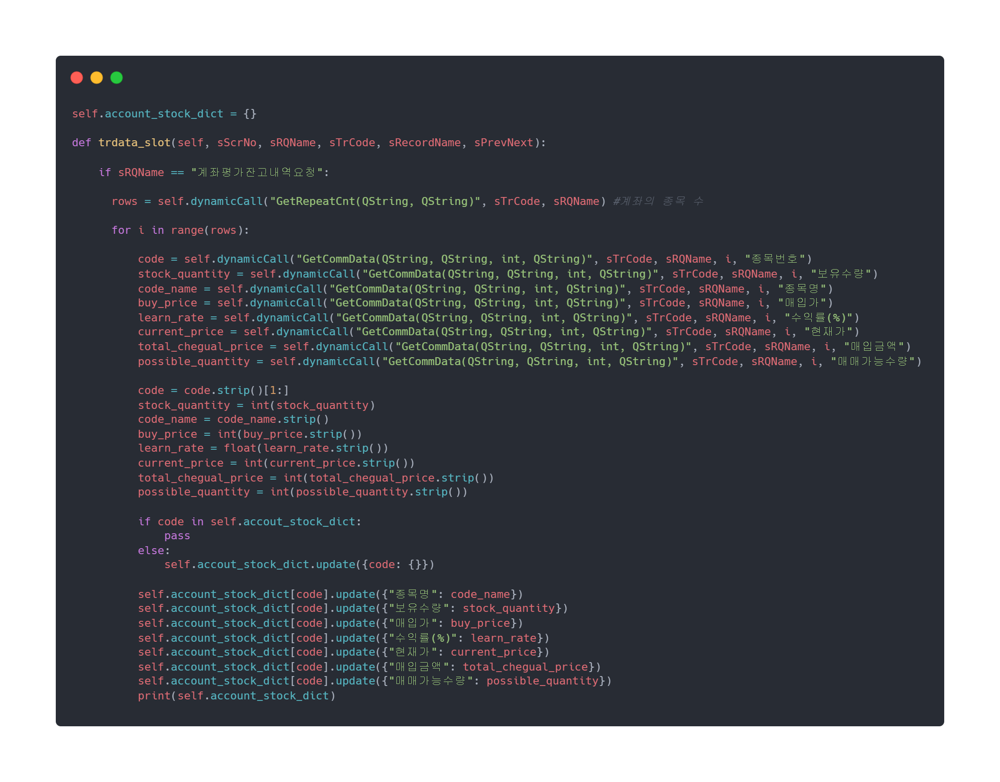 self.account_stock_dict = {}
def trdata_slot(self, sScrNo, sRQName, sTrCode, sRecordName, sPrevNext):
if sRQName == "계좌평가잔고내역요청":
rows = self.dynamicCall("GetRepeatCnt(QString, QString)", sTrCode, sRQName) #계좌의 종목 수
for i in range(rows):
code = self.dynamicCall("GetCommData(QString, QString, int, QString)", sTrCode, sRQName, i, "종목번호")
stock_quantity = self.dynamicCall("GetCommData(QString, QString, int, QString)", sTrCode, sRQName, i, "보유수량")
code_name = self.dynamicCall("GetCommData(QString, QString, int, QString)", sTrCode, sRQName, i, "종목명")
buy_price = self.dynamicCall("GetCommData(QString, QString, int, QString)", sTrCode, sRQName, i, "매입가")
learn_rate = self.dynamicCall("GetCommData(QString, QString, int, QString)", sTrCode, sRQName, i, "수익률(%)")
current_price = self.dynamicCall("GetCommData(QString, QString, int, QString)", sTrCode, sRQName, i, "현재가")
total_chegual_price = self.dynamicCall("GetCommData(QString, QString, int, QString)", sTrCode, sRQName, i, "매입금액")
possible_quantity = self.dynamicCall("GetCommData(QString, QString, int, QString)", sTrCode, sRQName, i, "매매가능수량")
code = code.strip()[1:]
stock_quantity = int(stock_quantity)
code_name = code_name.strip()
buy_price = int(buy_price.strip())
learn_rate = float(learn_rate.strip())
current_price = int(current_price.strip())
total_chegual_price = int(total_chegual_price.strip())
possible_quantity = int(possible_quantity.strip())
if code in self.accout_stock_dict:
pass
else:
self.accout_stock_dict.update({code: {}})
self.account_stock_dict[code].update({"종목명": code_name})
self.account_stock_dict[code].update({"보유수량": stock_quantity})
self.account_stock_dict[code].update({"매입가": buy_price})
self.account_stock_dict[code].update({"수익률(%)": learn_rate})
self.account_stock_dict[code].update({"현재가": current_price})
self.account_stock_dict[code].update({"매입금액": total_chegual_price})
self.account_stock_dict[code].update({"매매가능수량": possible_quantity})
print(self.account_stock_dict)